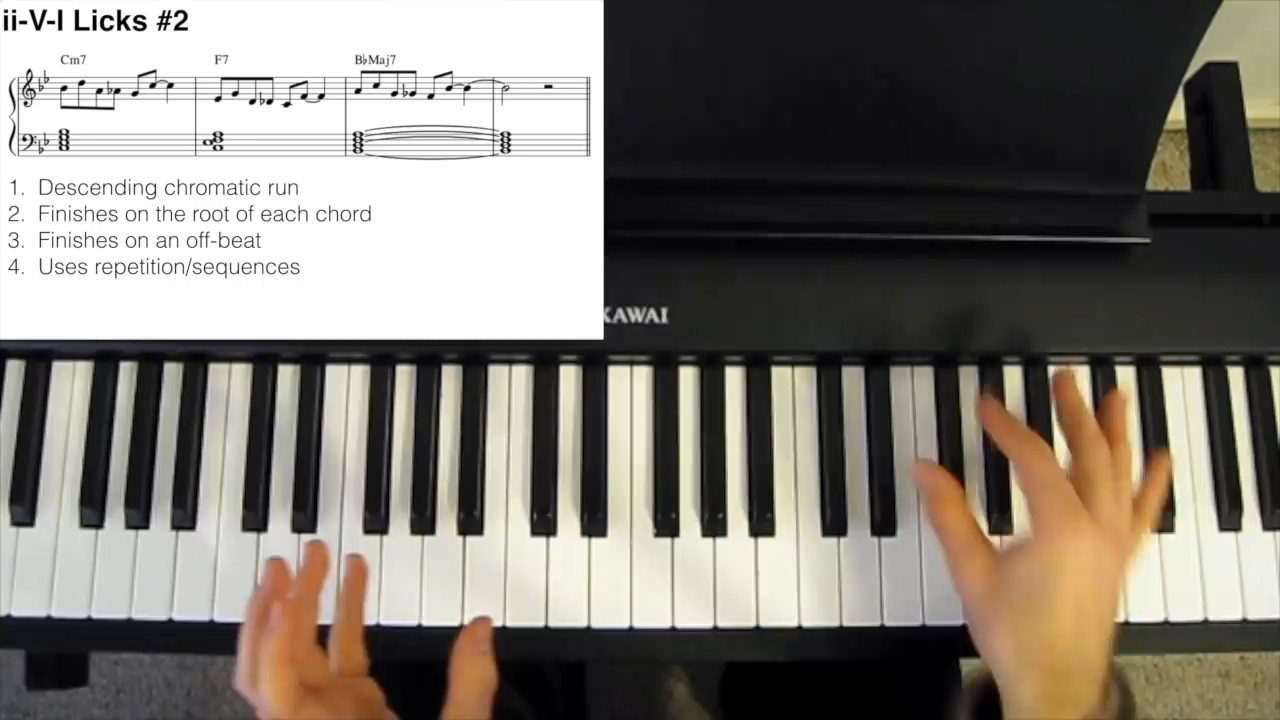 ii-V-I Licks #2
Cm7 F7 B♭Maj7
1. Descending chromatic run
2. Finishes on the root of each chord
3. Finishes on an off-beat
4. Uses repetition/sequences
KAWAI